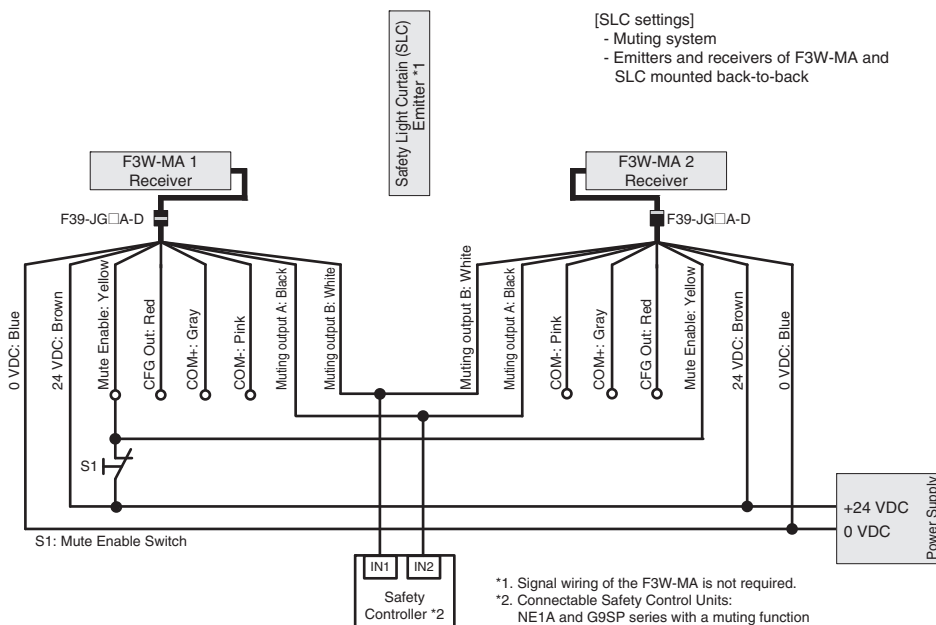 [SLC settings]
- Muting system
- Emitters and receivers of F3W-MA and
SLC mounted back-to-back
Safety Light Curtain (SLC)
Emitter *1
F3W-MA 1
Receiver
F3W-MA 2
Receiver
F39-JG□A-D
F39-JG□A-D
0 VDC: Blue
24 VDC: Brown
Mute Enable: Yellow
CFG Out: Red
COM+: Gray
COM-: Pink
Muting output A: Black
Muting output B: White
Muting output B: White
Muting output A: Black
COM-: Pink
COM+: Gray
CFG Out: Red
Mute Enable: Yellow
24 VDC: Brown
0 VDC: Blue
S1
+24 VDC
0 VDC
Power Supply
S1: Mute Enable Switch
IN1
IN2
Safety
Controller *2
*1. Signal wiring of the F3W-MA is not required.
*2. Connectable Safety Control Units:
NE1A and G9SP series with a muting function